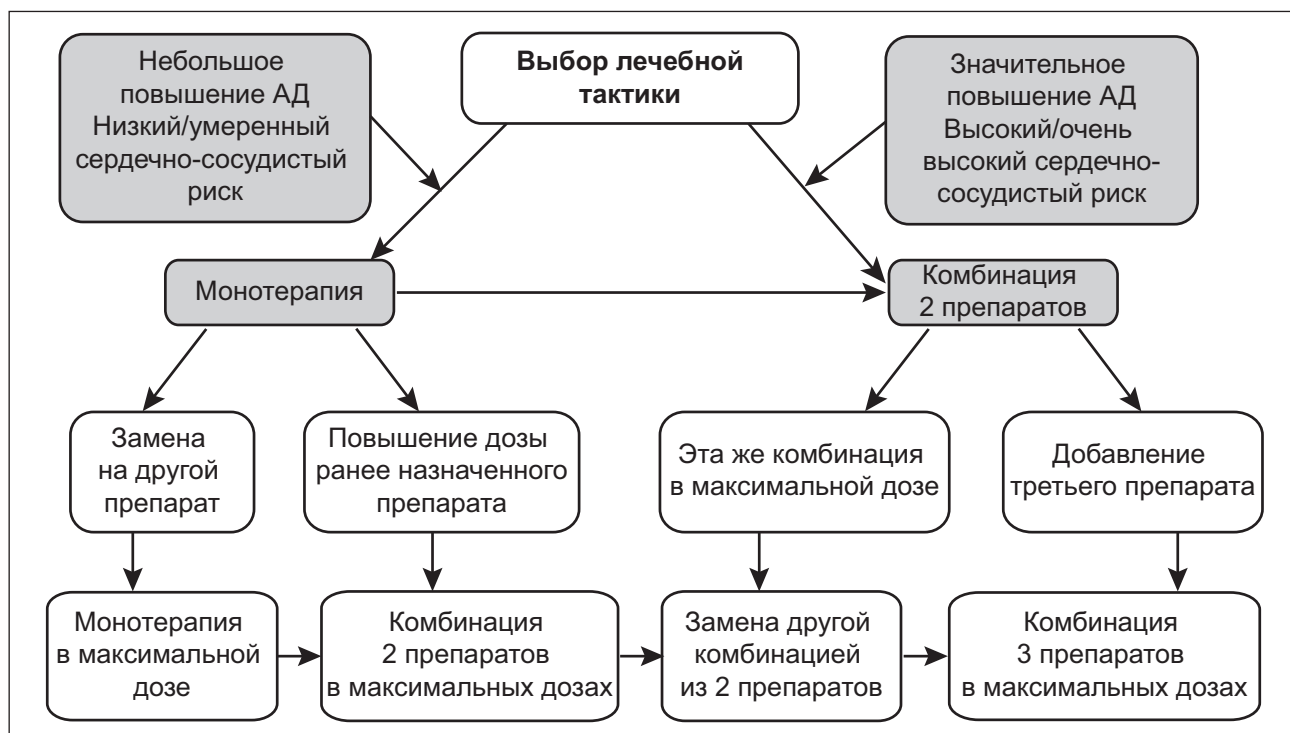 Небольшое
повышение АД
Низкий/умеренный
сердечно-сосудистый
риск
Выбор лечебной
тактики
Значительное
повышение АД
Высокий/очень
высокий сердечно-
сосудистый риск
Монотерапия
Комбинация
2 препаратов
Замена
на другой
препарат
Повышение дозы
ранее назначенного
препарата
Эта же комбинация
в максимальной дозе
Добавление
третьего препарата
Монотерапия
в максимальной
дозе
Комбинация
2 препаратов
в максимальных дозах
Замена другой
комбинацией
из 2 препаратов
Комбинация
3 препаратов
в максимальных дозах